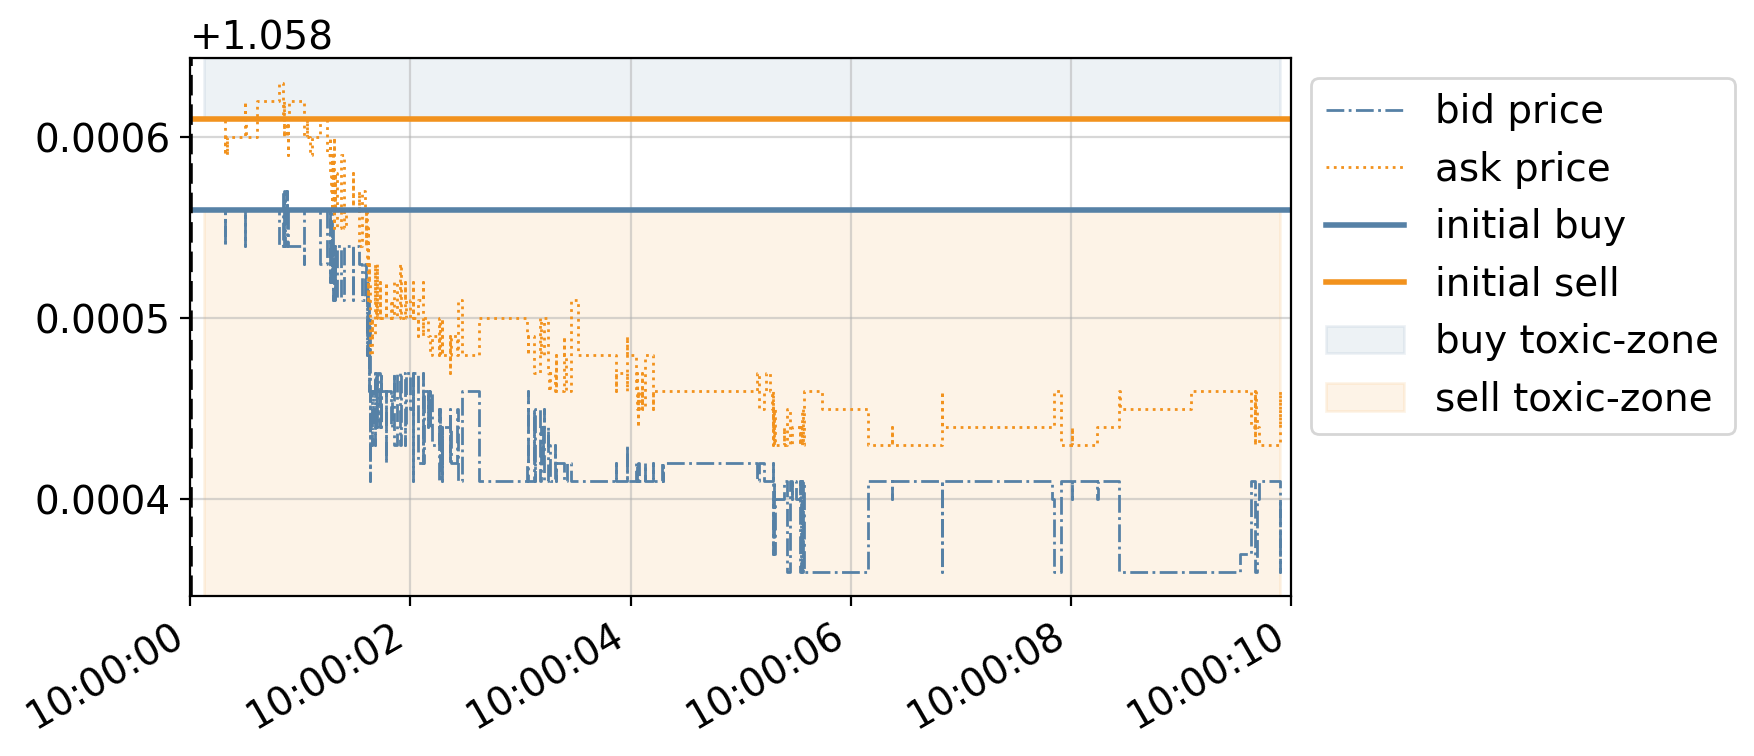 +1.058
0.0006
0.0005
0.0004
10:00:00
10:00:02
10:00:04
10:00:06
10:00:08
10:00:10
bid price
ask price
initial buy
initial sell
buy toxic-zone
sell toxic-zone